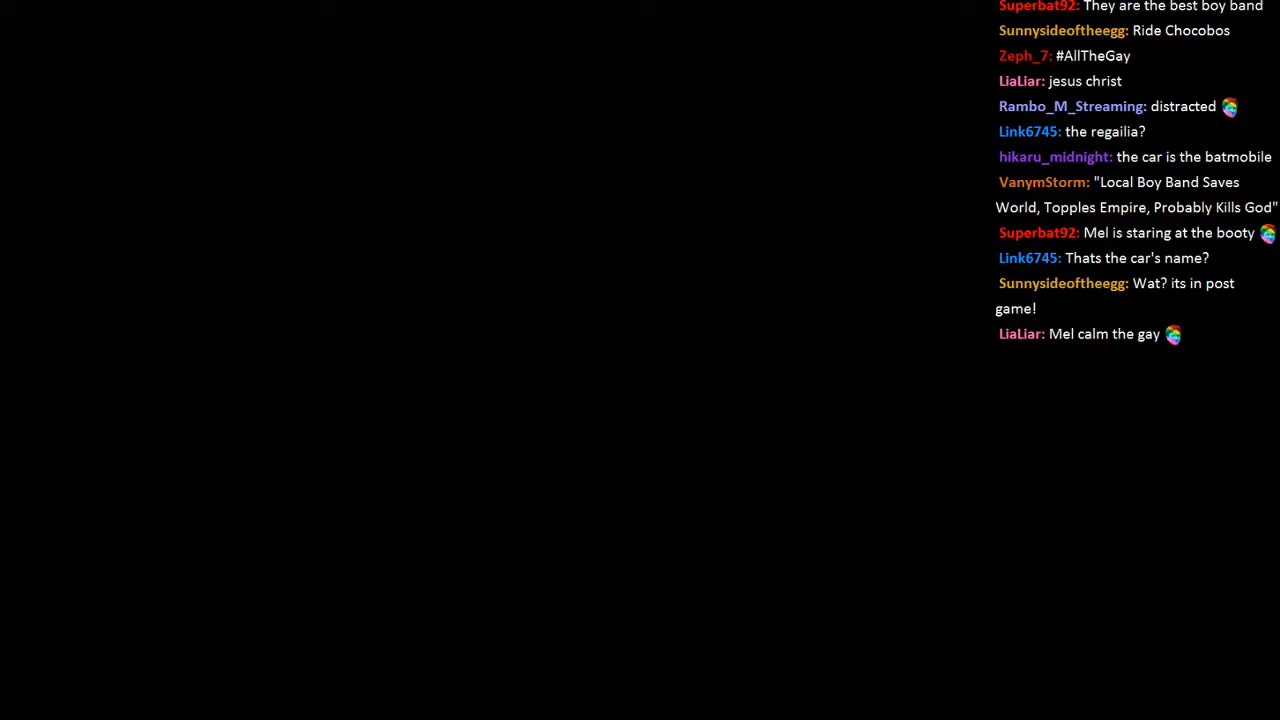 Superbat92: They are the best boy band
Sunnysideoftheegg: Ride Chocobos
Zeph_7: #AllTheGay
LiaLiar: jesus christ
Rambo_M_Streaming: distracted
Link6745: the regailia?
hikaru_midnight: the car is the batmobile
VanymStorm: "Local Boy Band Saves
World, Topples Empire, Probably Kills God"
Superbat92: Mel is staring at the booty
Link6745: Thats the car's name?
Sunnysideoftheegg: Wat? its in post
game!
LiaLiar: Mel calm the gay